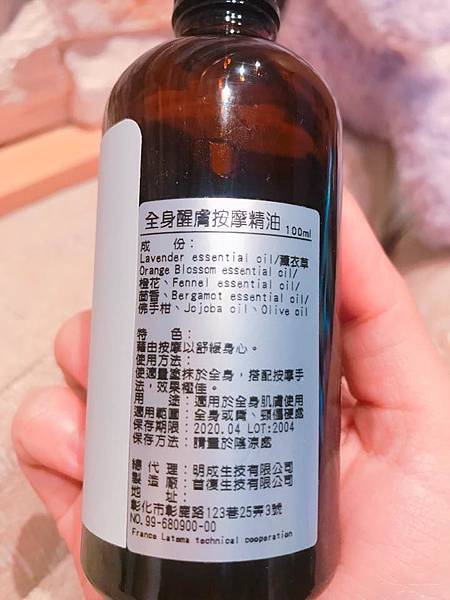 全身醒膚按摩精油 100ml
成 份:
Lavender essential oil/薰衣草
Orange Blossom essential oil/
橙花、Fennel essential oil/
茴香、Bergamot essential oil/
佛手柑、Jojoba oil、Olive oil
特 色:
藉由按摩以舒緩身心。
使用方法:
使適量塗抹於全身，搭配按摩手
法，效果極佳。
用 途:適用於全身肌膚使用
適用範圍:全身或肩、頸僵硬處
保存期限:2020.04 LOT:2004
保存方法:請置於陰涼處
總 代 理:明成生技有限公司
製 造 廠:首復生技有限公司
地 址:
彰化市彰鹿路123巷25弄3號
NO.99-680900-00
France Latema technical cooperation